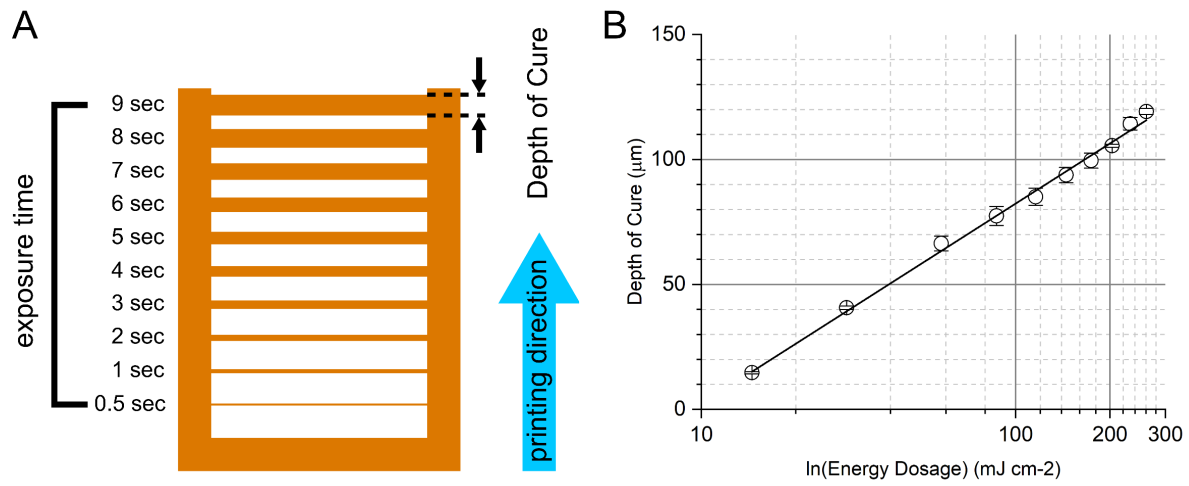 A
exposure time
9 sec
8 sec
7 sec
6 sec
5 sec
4 sec
3 sec
2 sec
1 sec
0.5 sec
Depth of Cure
printing direction
B
Depth of Cure (μm)
150
100
50
0
10
100
200
300
ln(Energy Dosage) (mJ cm-2)